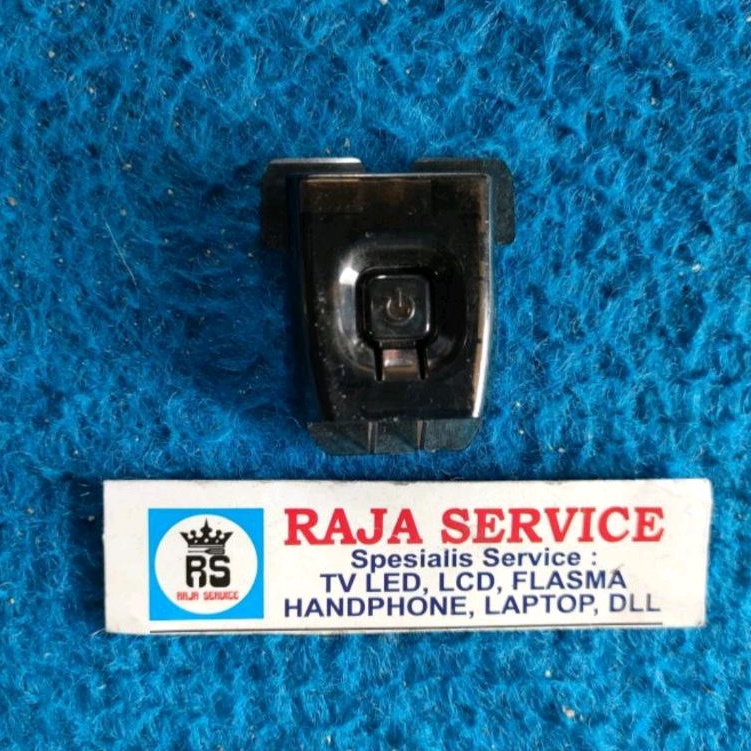 RS
RAJA SERVICE
RAJA SERVICE
Spesialis Service :
TV LED, LCD, FLASMA
HANDPHONE, LAPTOP, DLL